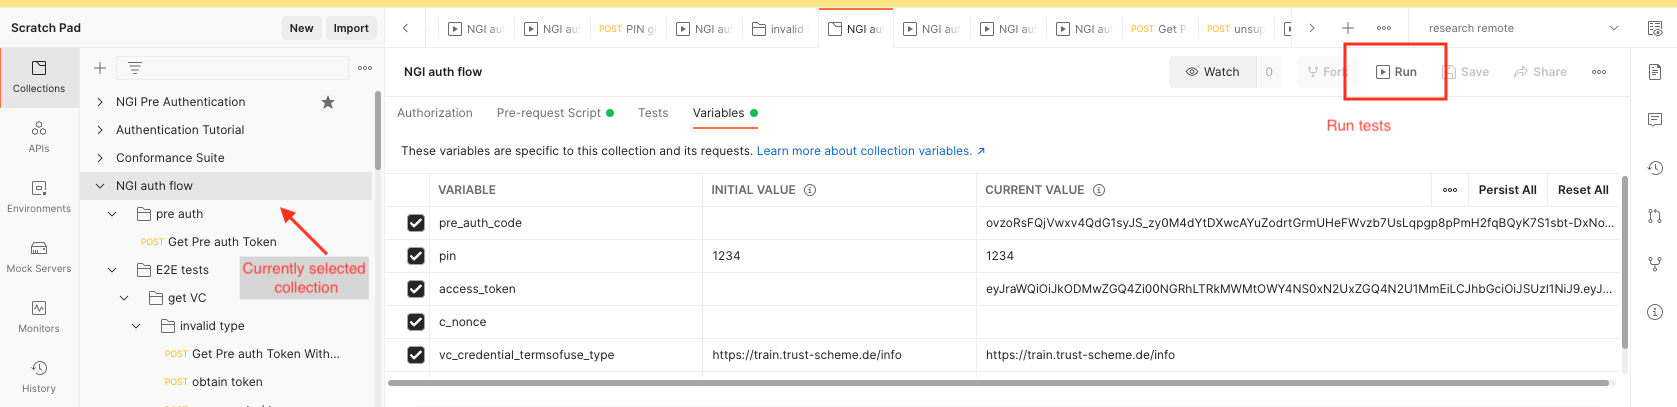 Scratch Pad
New
Import
NGI au
NGI aut
POST PIN gi
NGI aut
invalid
NGI au
NGI aut
NGI aut
NGI aut
POST Get P
POST unsup
research remote
Collections
APIs
Environments
Mock Servers
Monitors
History
NGI Pre Authentication
Authentication Tutorial
Conformance Suite
NGI auth flow
pre auth
POST Get Pre auth Token
E2E tests
get VC
invalid type
POST Get Pre auth Token With...
POST obtain token
Currently selected
collection
NGI auth flow
Watch
0
Fork
Run
Save
Share
Run tests
Authorization
Pre-request Script
Tests
Variables
These variables are specific to this collection and its requests. Learn more about collection variables. ↗
VARIABLE
INITIAL VALUE
CURRENT VALUE
Persist All
Reset All
pre_auth_code
ovzoRsFQjVwxv4QdG1syJS_zy0M4dYtDXwcAYuZodrtGrmUHeFWvzb7UsLqpgp8pPmH2fqBQyK7S1sbt-DxNo...
pin
1234
1234
access_token
eyJraWQiOiJkODMwZGQ4Zi00NGRhLTRkMWMtOWY4NS0xN2UxZGQ4N2U1MmEiLCJhbGciOiJSUzI1NiJ9.eyJ...
c_nonce
vc_credential_termsofuse_type
https://train.trust-scheme.de/info
https://train.trust-scheme.de/info